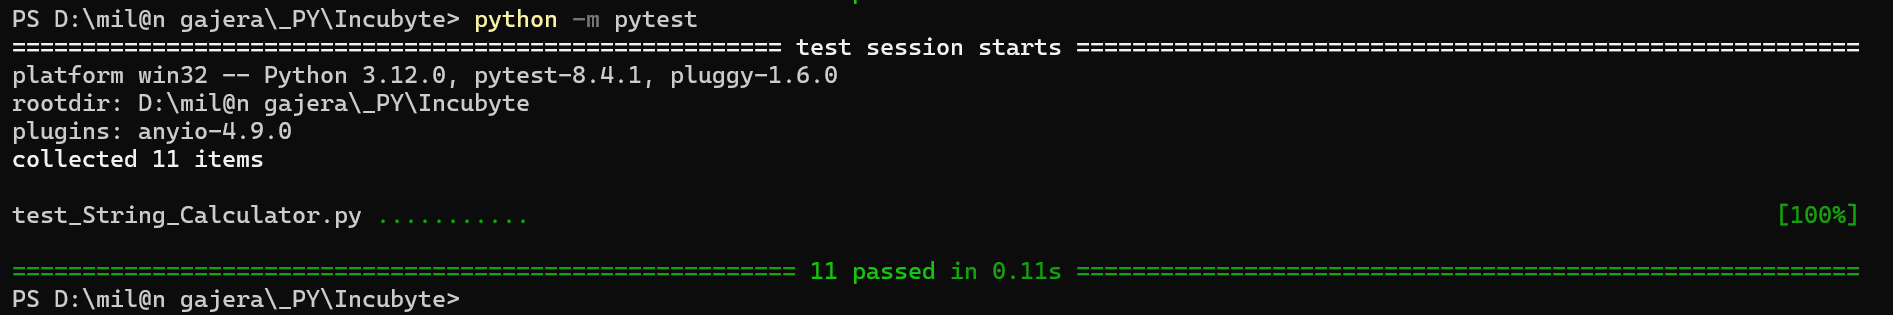 PS D:\mil@n gajera\_PY\Incubyte> python -m pytest
======================================================= test session starts ========================================================
platform win32 -- Python 3.12.0, pytest-8.4.1, pluggy-1.6.0
rootdir: D:\mil@n gajera\_PY\Incubyte
plugins: anyio-4.9.0
collected 11 items
test_String_Calculator.py ........... [100%]
======================================================== 11 passed in 0.11s ========================================================
PS D:\mil@n gajera\_PY\Incubyte>